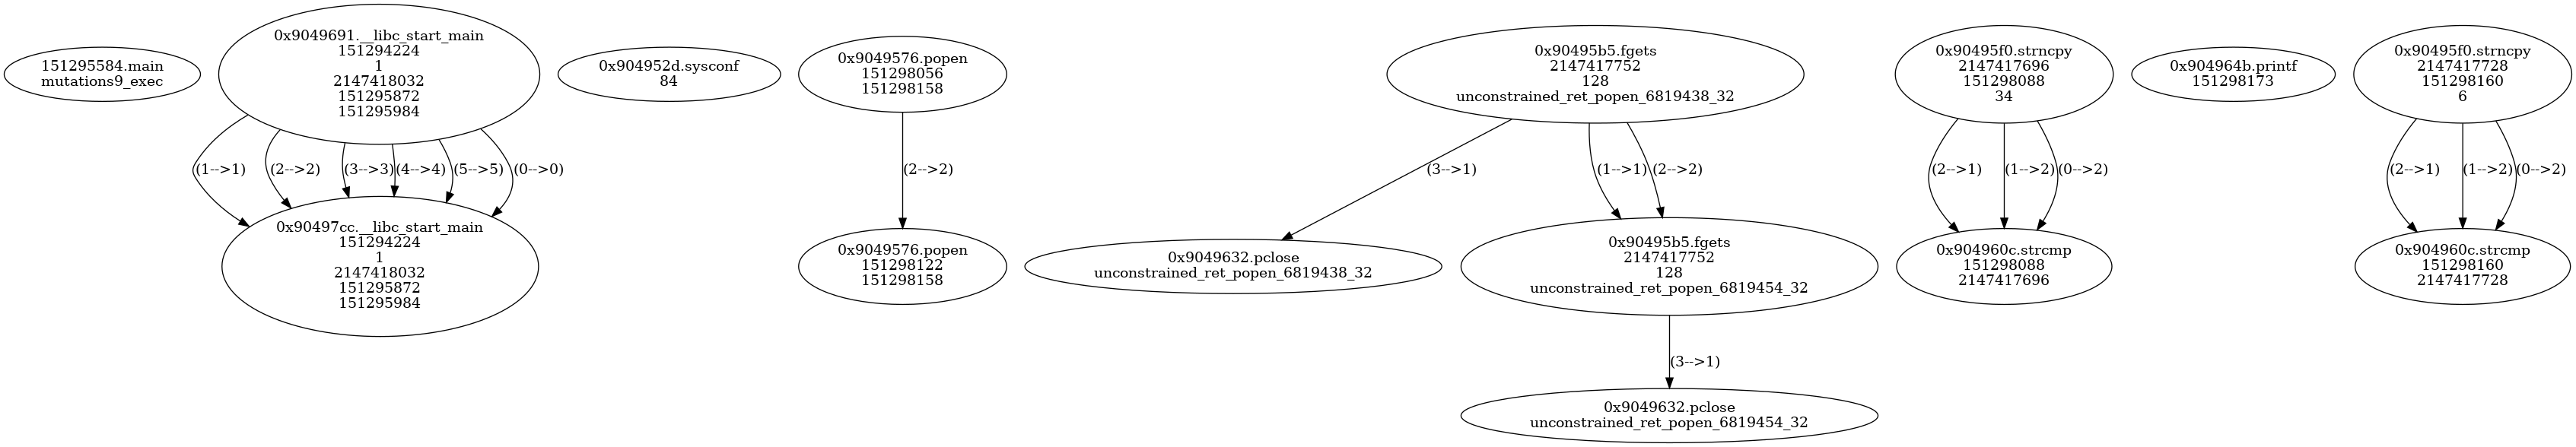 151295584.main
mutations9_exec
0x9049691.__libc_start_main
151294224
1
2147418032
151295872
151295984
0x904952d.sysconf
84
0x9049576.popen
151298056
151298158
0x90495b5.fgets
2147417752
128
unconstrained_ret_popen_6819438_32
0x90495f0.strncpy
2147417696
151298088
34
0x904964b.printf
151298173
0x90495f0.strncpy
2147417728
151298160
6
(1-->1)
(2-->2)
(3-->3)
(4-->4)
(5-->5)
(0-->0)
(2-->2)
(3-->1)
(1-->1)
(2-->2)
(2-->1)
(1-->2)
(0-->2)
(2-->1)
(1-->2)
(0-->2)
0x90497cc.__libc_start_main
151294224
1
2147418032
151295872
151295984
0x9049576.popen
151298122
151298158
0x9049632.pclose
unconstrained_ret_popen_6819438_32
0x90495b5.fgets
2147417752
128
unconstrained_ret_popen_6819454_32
0x904960c.strcmp
151298088
2147417696
0x904960c.strcmp
151298160
2147417728
(3-->1)
0x9049632.pclose
unconstrained_ret_popen_6819454_32